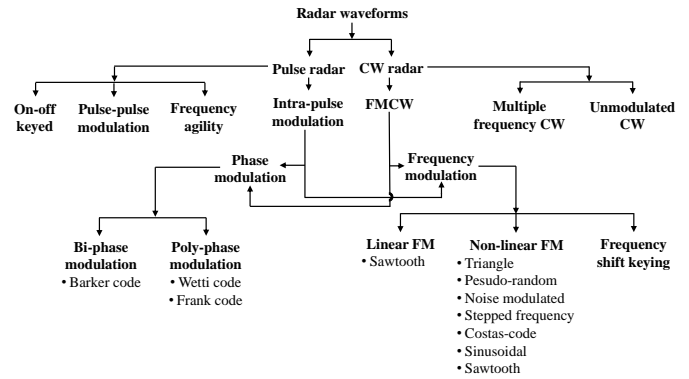 Radar waveforms
Pulse radar
CW radar
On-off
keyed
Pulse-pulse
modulation
Frequency
agility
Intra-pulse
modulation
FMCW
Multiple
frequency CW
Unmodulated
CW
Phase
modulation
Frequency
modulation
Bi-phase
modulation
• Barker code
Poly-phase
modulation
• Wetti code
• Frank code
Linear FM
• Sawtooth
Non-linear FM
• Triangle
• Pesudo-random
• Noise modulated
• Stepped frequency
• Costas-code
• Sinusoidal
• Sawtooth
Frequency
shift keying